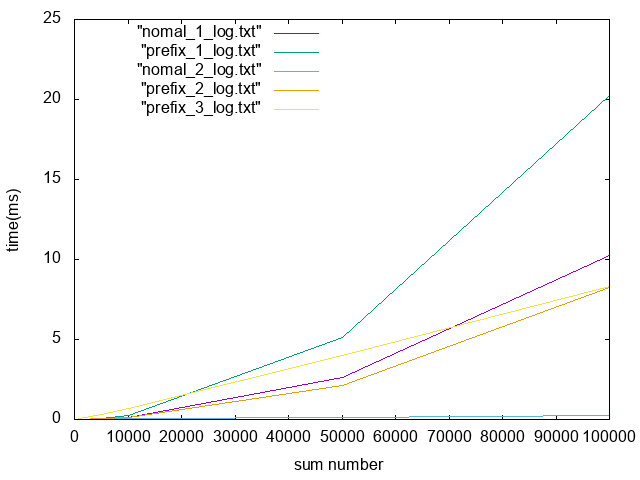 "nomal_1_log.txt"
"prefix_1_log.txt"
"nomal_2_log.txt"
"prefix_2_log.txt"
"prefix_3_log.txt"
25
20
15
10
5
0
time(ms)
0 10000 20000 30000 40000 50000 60000 70000 80000 90000 100000
sum number